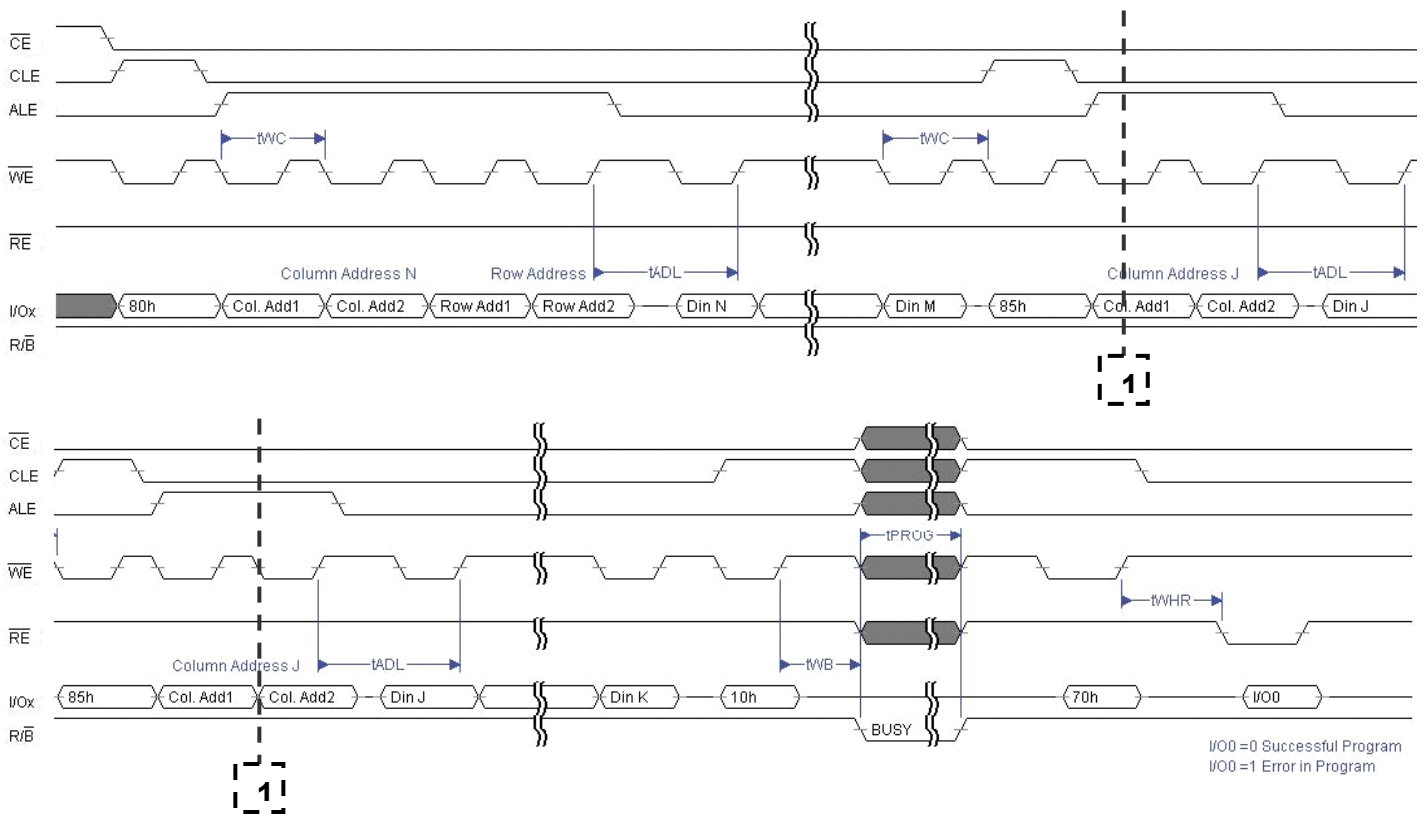 CE
CLE
ALE
tWC
tWC
WE
RE
Column Address N
Row Address
tADL
Column Address J
tADL
I/Ox
80h
Col. Add1
Col. Add2
Row Add1
Row Add2
Din N
Din M
85h
Col. Add1
Col. Add2
Din J
R/B
1
CE
CLE
ALE
tPROG
WE
tWHR
RE
Column Address J
tADL
tWB
I/Ox
85h
Col. Add1
Col. Add2
Din J
Din K
10h
70h
I/O0
R/B
BUSY
I/O0 =0 Successful Program
I/O0 =1 Error in Program
1